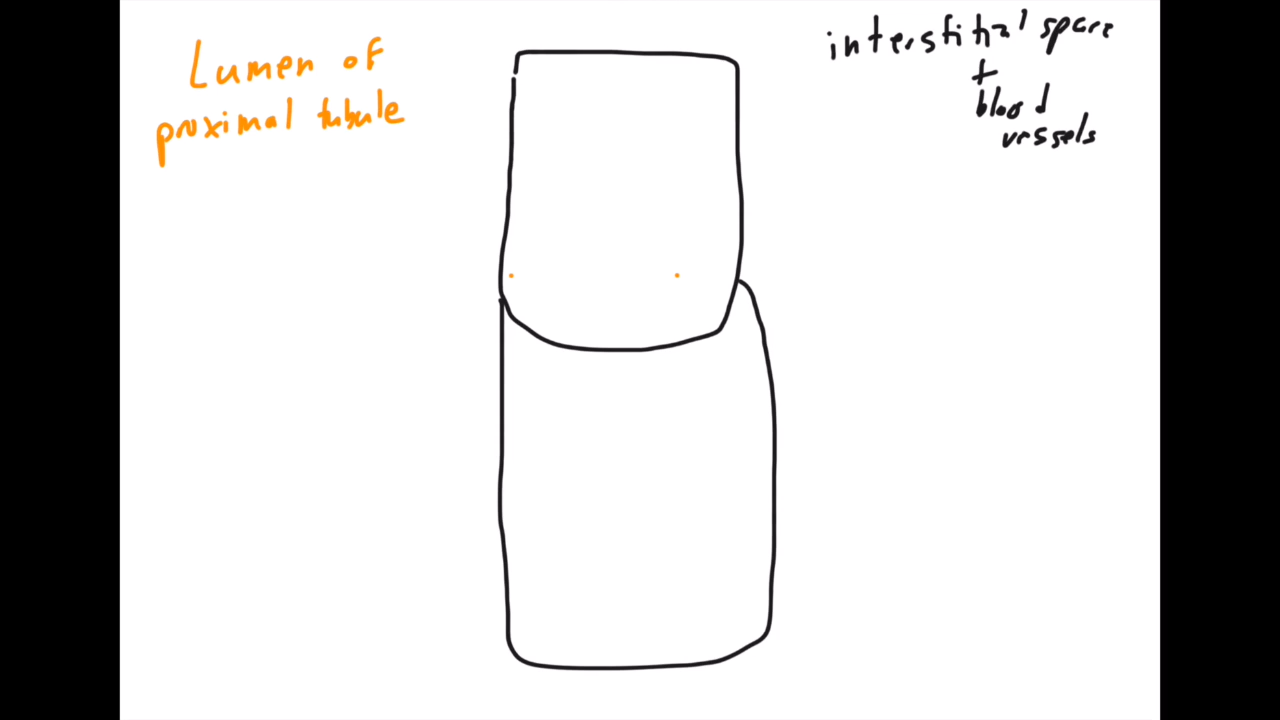 Lumen of
proximal tubule
interstitial space
+
blood
vessels